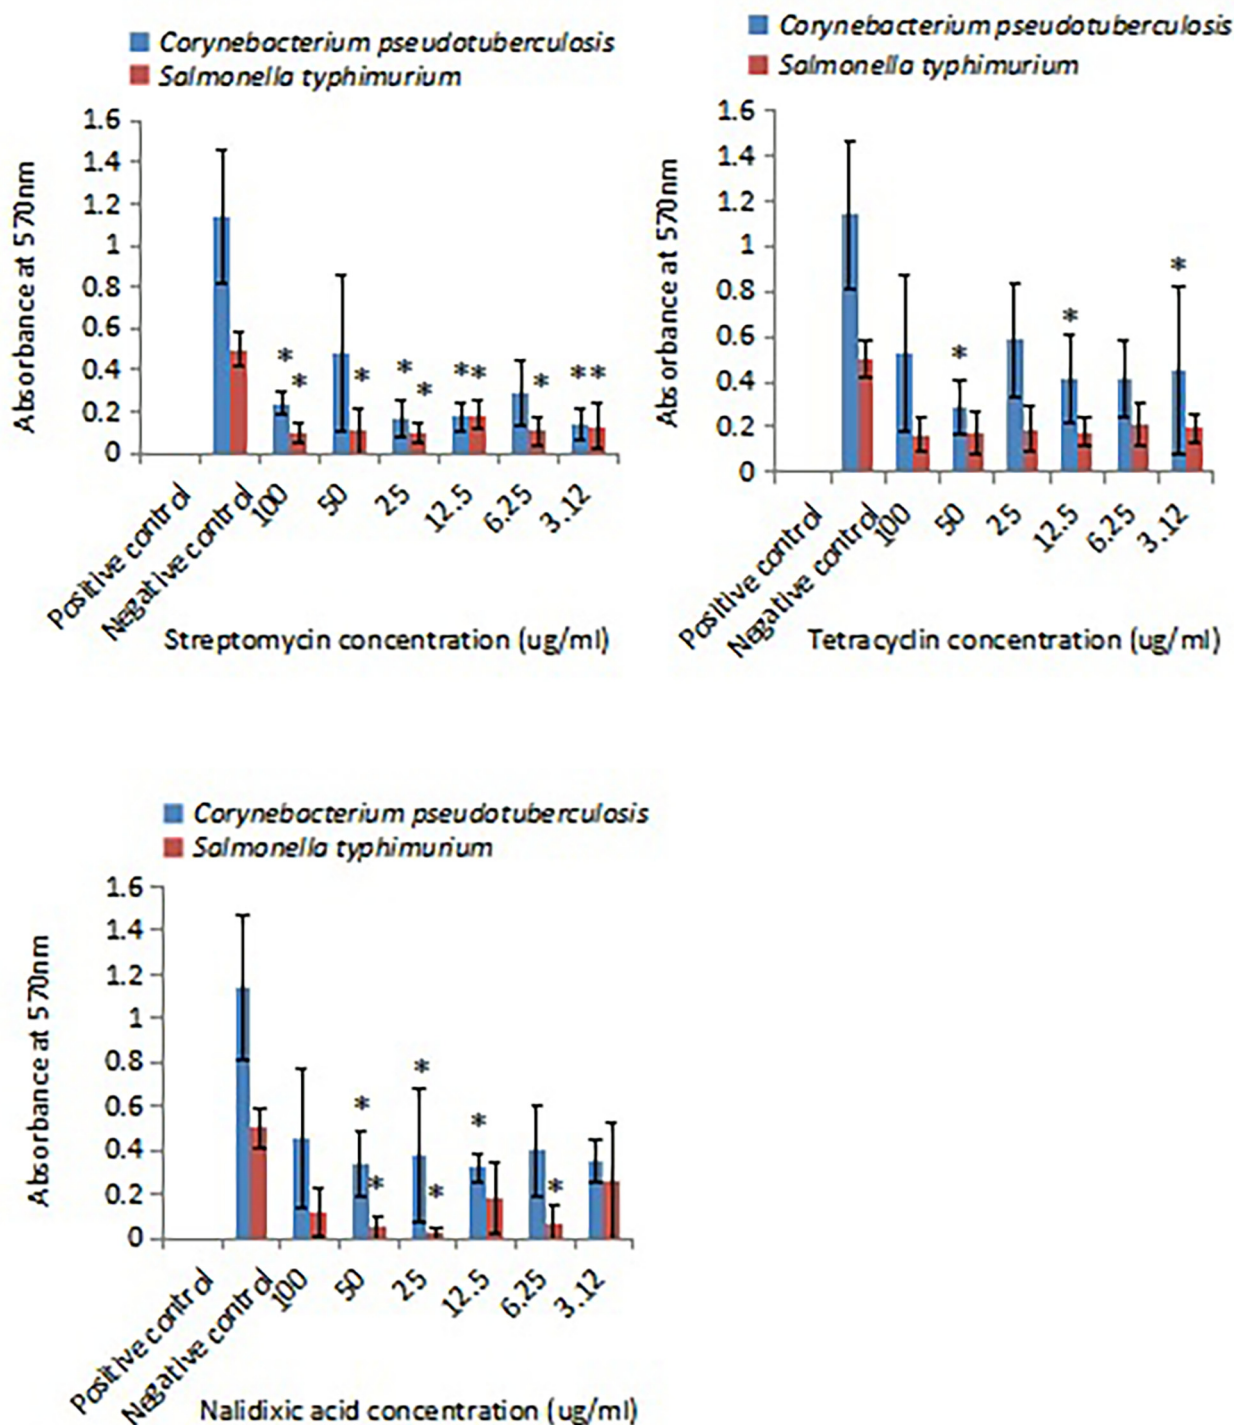 Corynebacterium pseudotuberculosis
Salmonella typhimurium
Absorbance at 570nm
1.6
1.4
1.2
1
0.8
0.6
0.4
0.2
0
* * * * * * * * * *
Positive control
Negative control
100
50
25
12.5
6.25
3.12
Streptomycin concentration (ug/ml)
Corynebacterium pseudotuberculosis
Salmonella typhimurium
Absorbance at 570nm
1.6
1.4
1.2
1
0.8
0.6
0.4
0.2
0
* * *
Positive control
Negative control
100
50
25
12.5
6.25
3.12
Tetracyclin concentration (ug/ml)
Corynebacterium pseudotuberculosis
Salmonella typhimurium
Absorbance at 570nm
1.6
1.4
1.2
1
0.8
0.6
0.4
0.2
0
* * * * * *
Positive control
Negative control
100
50
25
12.5
6.25
3.12
Nalidixic acid concentration (ug/ml)